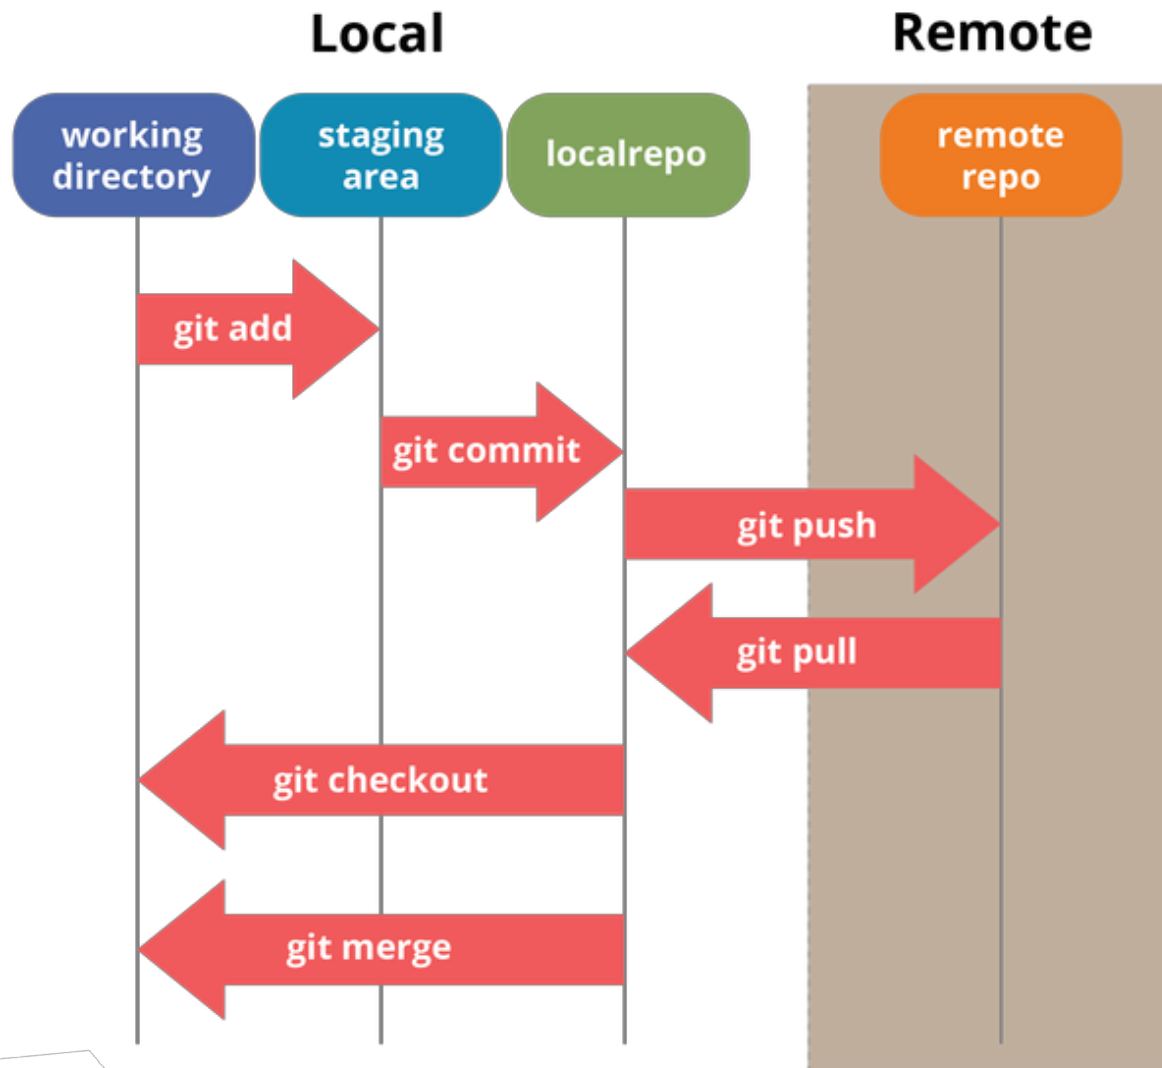 Local
Remote
working
directory
staging
area
localrepo
remote
repo
git add
git commit
git push
git pull
git checkout
git merge